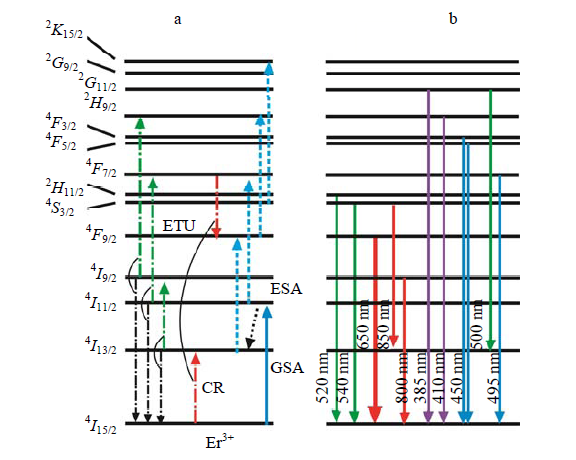 a
b
²K₁₅/₂
²G₉/₂
²G₁₁/₂
²H₉/₂
⁴F₃/₂
⁴F₅/₂
⁴F₇/₂
²H₁₁/₂
⁴S₃/₂
ETU
⁴F₉/₂
⁴I₉/₂
ESA
⁴I₁₁/₂
⁴I₁₃/₂
GSA
CR
⁴I₁₅/₂
Er³⁺
520 nm
540 nm
650 nm
850 nm
800 nm
385 nm
410 nm
450 nm
500 nm
495 nm